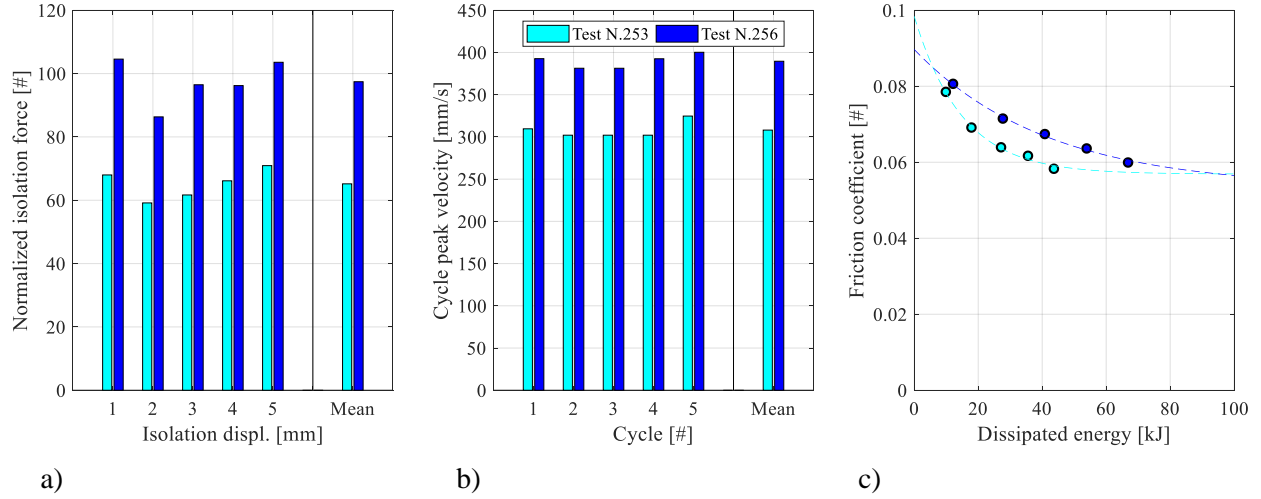 Normalized isolation force [#]
120
100
80
60
40
20
0
1 2 3 4 5 Mean
Isolation displ. [mm]
a)
Cycle peak velocity [mm/s]
450
400
350
300
250
200
150
100
50
0
Test N.253 Test N.256
1 2 3 4 5 Mean
Cycle [#]
b)
Friction coefficient [#]
0.1
0.08
0.06
0.04
0.02
0
0 20 40 60 80 100
Dissipated energy [kJ]
c)